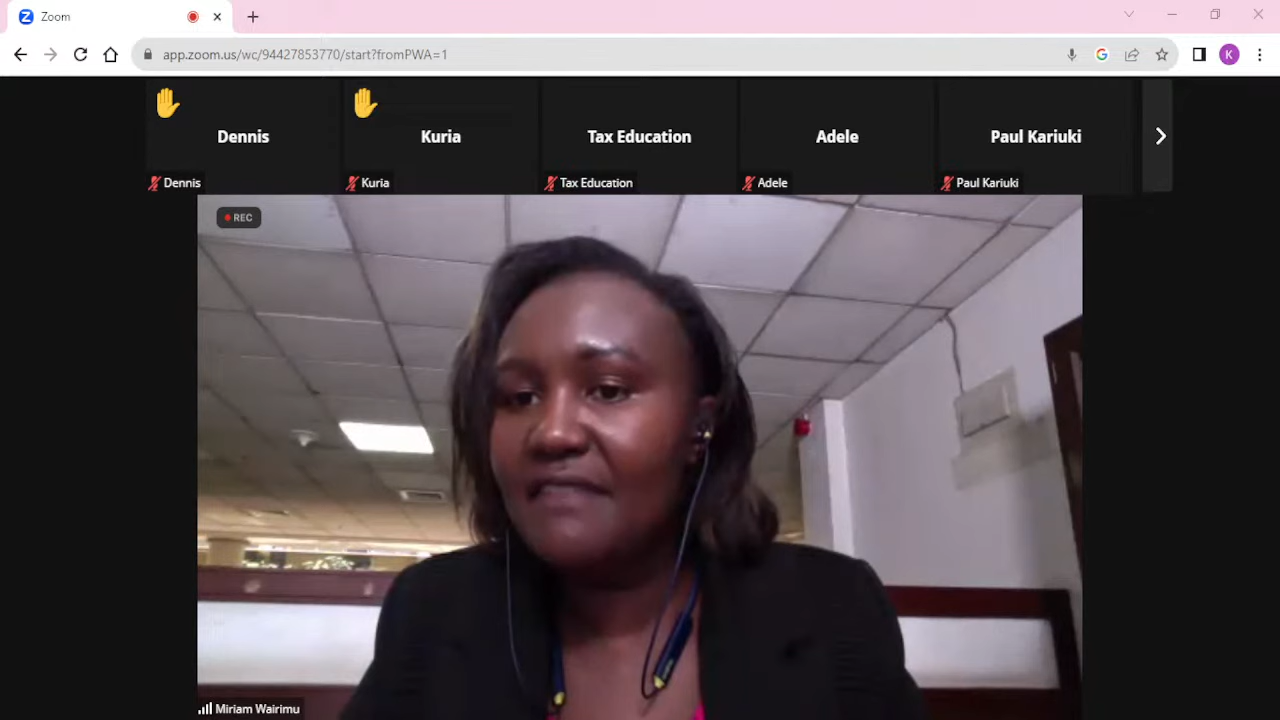 Zoom
app.zoom.us/wc/94427853770/start?fromPWA=1
K
Dennis
Kuria
Tax Education
Adele
Paul Kariuki
Dennis
Kuria
Tax Education
Adele
Paul Kariuki
REC
Miriam Wairimu